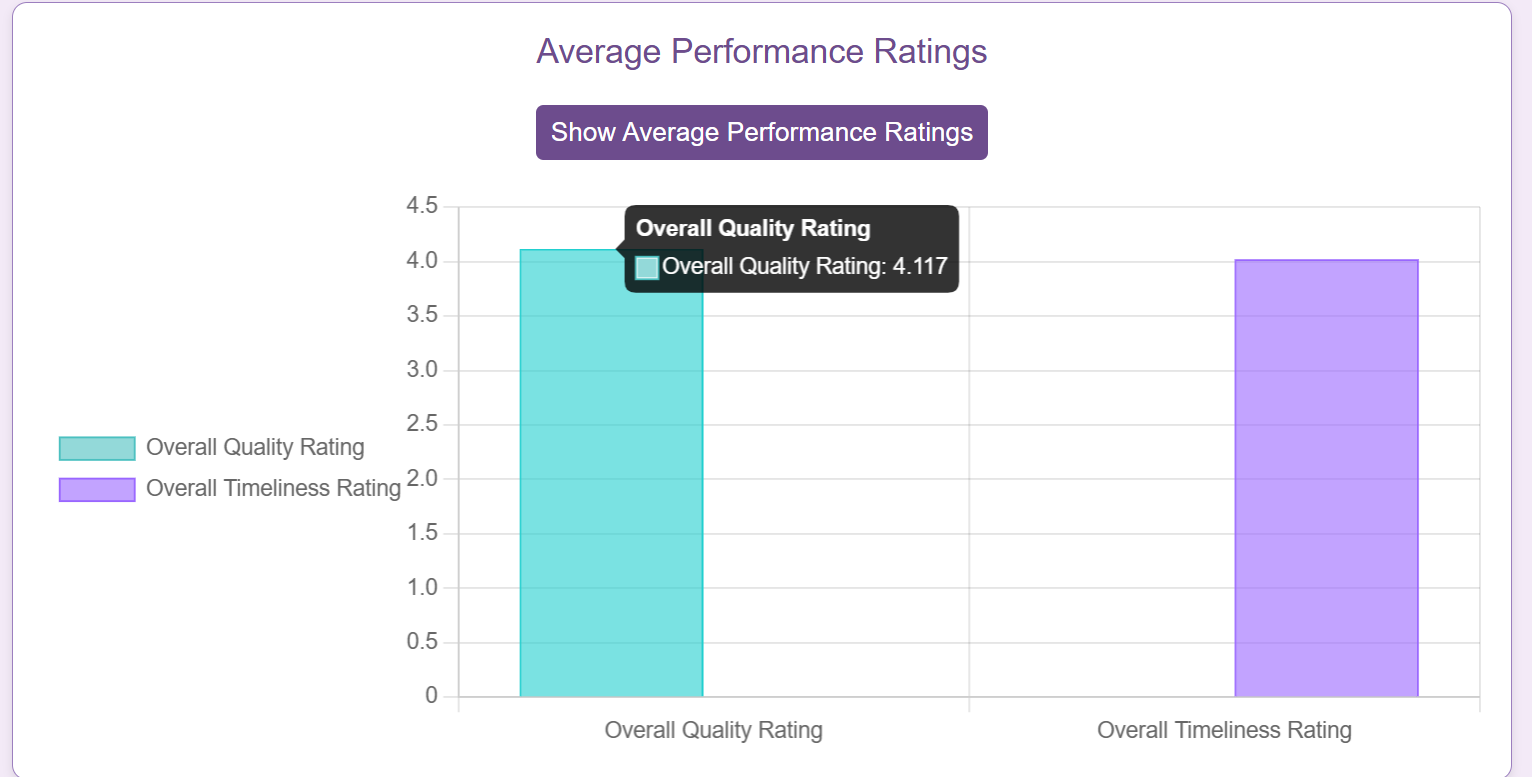 Average Performance Ratings
Show Average Performance Ratings
4.5
Overall Quality Rating
Overall Quality Rating: 4.117
4.0
3.5
3.0
2.5
2.0
1.5
1.0
0.5
0
Overall Quality Rating
Overall Timeliness Rating
Overall Quality Rating
Overall Timeliness Rating